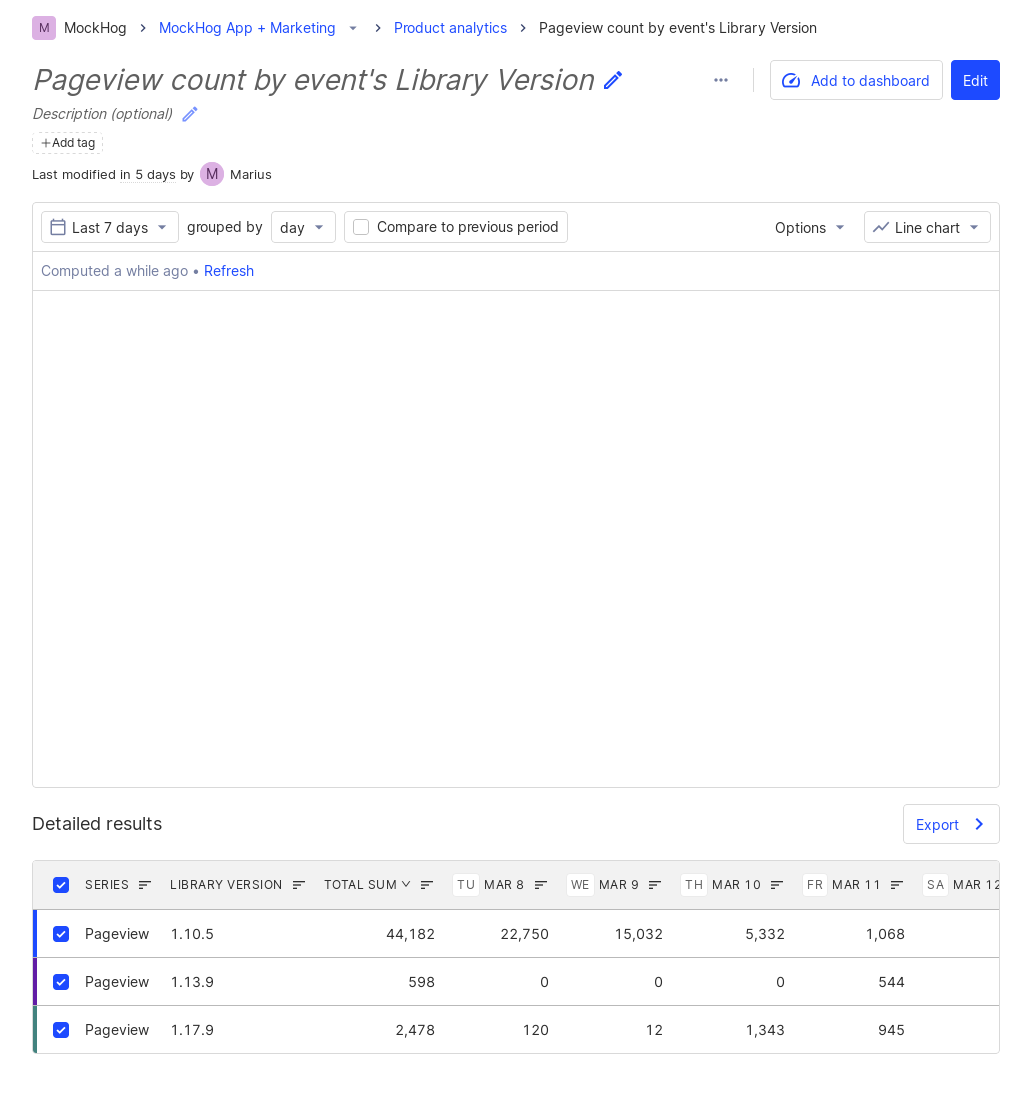 M MockHog MockHog App + Marketing Product analytics Pageview count by event's Library Version
Pageview count by event's Library Version
Add to dashboard Edit
Description (optional)
Add tag
Last modified in 5 days by M Marius
Last 7 days grouped by day Compare to previous period Options Line chart
Computed a while ago • Refresh
Detailed results Export
SERIES LIBRARY VERSION TOTAL SUM TU MAR 8 WE MAR 9 TH MAR 10 FR MAR 11 SA MAR 12
Pageview 1.10.5 44,182 22,750 15,032 5,332 1,068
Pageview 1.13.9 598 0 0 0 544
Pageview 1.17.9 2,478 120 12 1,343 945